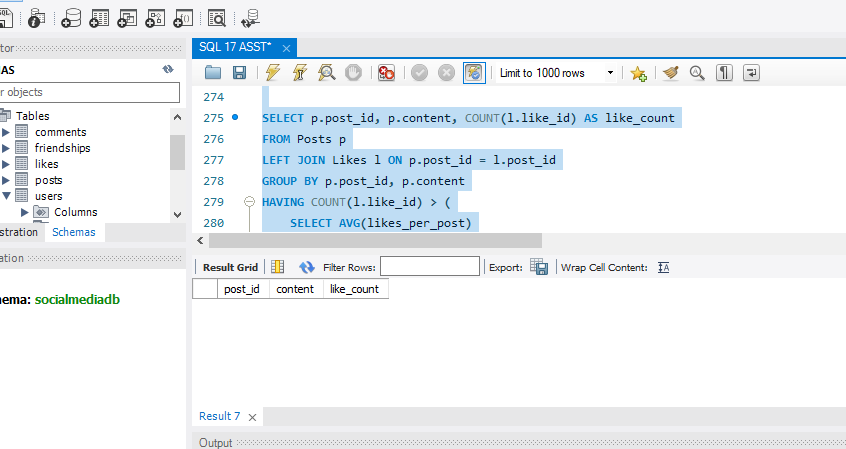 SQL
tor
SQL 17 ASST*
AS
r objects
Limit to 1000 rows
Tables
comments
friendships
likes
posts
users
Columns
stration
Schemas
274
275 SELECT p.post_id, p.content, COUNT(l.like_id) AS like_count
276 FROM Posts p
277 LEFT JOIN Likes l ON p.post_id = l.post_id
278 GROUP BY p.post_id, p.content
279 HAVING COUNT(l.like_id) > (
280 SELECT AVG(likes_per_post)
ation
ema: socialmediadb
Result Grid Filter Rows: Export: Wrap Cell Content:
post_id content like_count
Result 7
Output